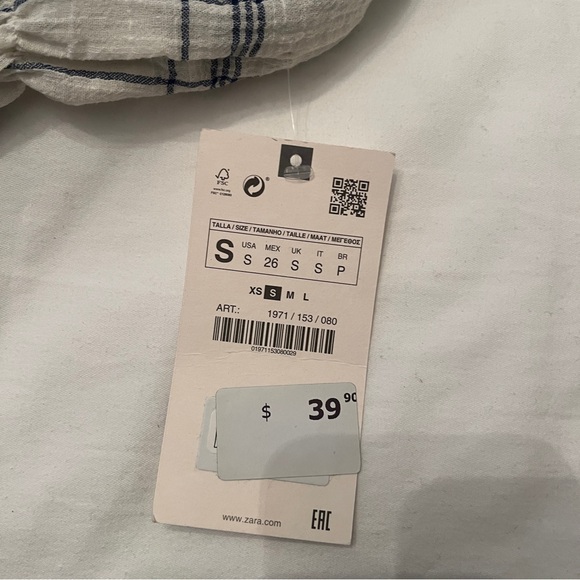 FSC
TALLA / SIZE / TAMANHO / TAILLE / MAAT / ΜΕΓΕΘΟΣ
S USA MEX UK IT BR
S 26 S S P
XS S M L
ART.: 1971 / 153 / 080
01971153080029
$ 39 90
www.zara.com
EAC